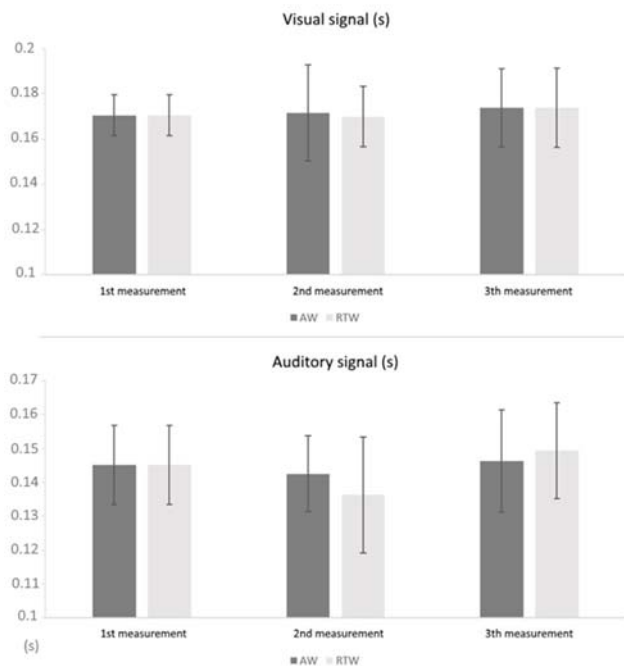 Visual signal (s)
0.2
0.18
0.16
0.14
0.12
0.1
1st measurement 2nd measurement 3th measurement
AW RTW
Auditory signal (s)
0.17
0.16
0.15
0.14
0.13
0.12
0.11
0.1
1st measurement 2nd measurement 3th measurement
(s)
AW RTW